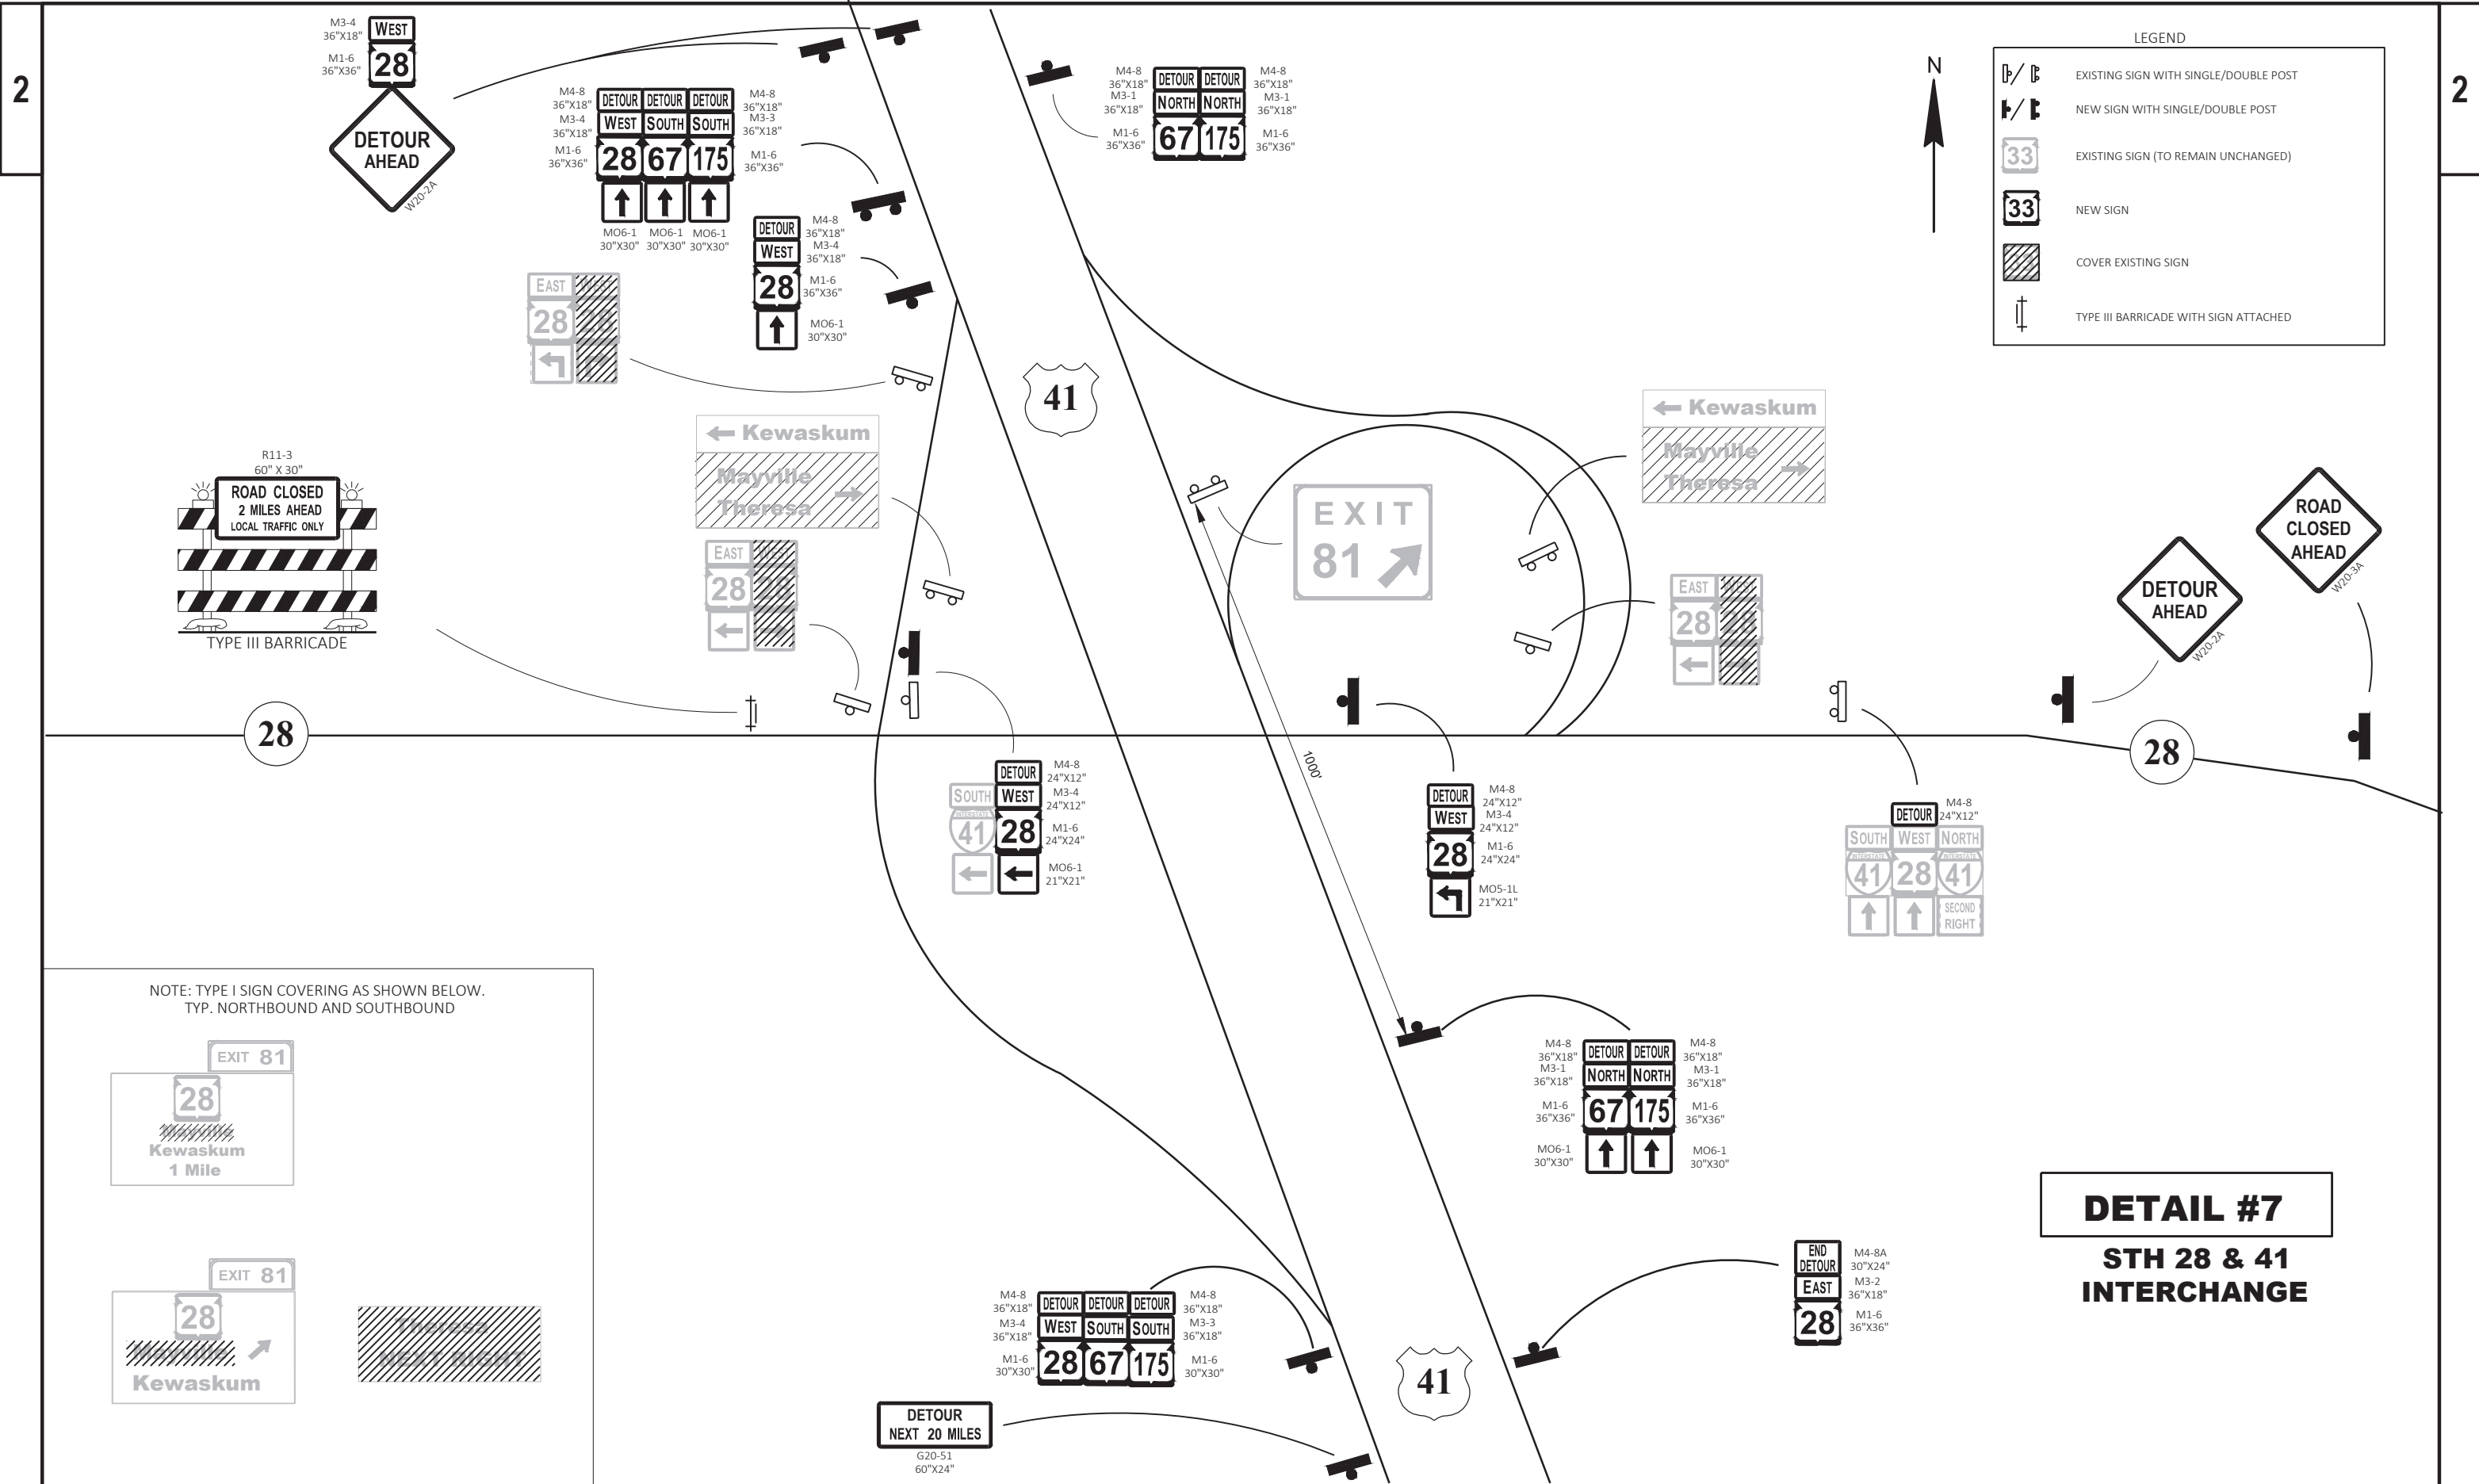 2
2
M3-4
36"X18"
WEST
M1-6
36"X36"
28
DETOUR
AHEAD
W20-2A
M4-8
36"X18"
DETOUR DETOUR DETOUR
M4-8
36"X18"
M3-4
36"X18"
WEST SOUTH SOUTH
M3-3
36"X18"
M1-6
36"X36"
28 67 175
M1-6
36"X36"
MO6-1 MO6-1 MO6-1
30"X30" 30"X30" 30"X30"
DETOUR
M4-8
36"X18"
WEST
M3-4
36"X18"
28
M1-6
36"X36"
MO6-1
30"X30"
M4-8
36"X18"
DETOUR DETOUR
M4-8
36"X18"
M3-1
36"X18"
NORTH NORTH
M3-1
36"X18"
M1-6
36"X36"
67 175
M1-6
36"X36"
N
LEGEND
EXISTING SIGN WITH SINGLE/DOUBLE POST
NEW SIGN WITH SINGLE/DOUBLE POST
33
EXISTING SIGN (TO REMAIN UNCHANGED)
33
NEW SIGN
COVER EXISTING SIGN
TYPE III BARRICADE WITH SIGN ATTACHED
EAST WEST
28 28
41
Kewaskum
Mayville
Theresa
Kewaskum
Mayville
Theresa
R11-3
60" X 30"
ROAD CLOSED
2 MILES AHEAD
LOCAL TRAFFIC ONLY
TYPE III BARRICADE
EAST WEST
28 28
EXIT
81
EAST WEST
28 28
DETOUR
AHEAD
W20-2A
ROAD
CLOSED
AHEAD
W20-3A
28
28
1000'
DETOUR
M4-8
24"X12"
SOUTH WEST
M3-4
24"X12"
INTERSTATE
41 28
M1-6
24"X24"
MO6-1
21"X21"
DETOUR
M4-8
24"X12"
WEST
M3-4
24"X12"
28
M1-6
24"X24"
MO5-1L
21"X21"
DETOUR
M4-8
24"X12"
SOUTH WEST NORTH
INTERSTATE INTERSTATE
41 28 41
SECOND
RIGHT
NOTE: TYPE I SIGN COVERING AS SHOWN BELOW.
TYP. NORTHBOUND AND SOUTHBOUND
EXIT 81
28
Mayville
Kewaskum
1 Mile
EXIT 81
28
Mayville
Kewaskum
Theresa
NEXT RIGHT
M4-8
36"X18"
DETOUR DETOUR
M4-8
36"X18"
M3-1
36"X18"
NORTH NORTH
M3-1
36"X18"
M1-6
36"X36"
67 175
M1-6
36"X36"
MO6-1
30"X30"
MO6-1
30"X30"
M4-8
36"X18"
DETOUR DETOUR DETOUR
M4-8
36"X18"
M3-4
36"X18"
WEST SOUTH SOUTH
M3-3
36"X18"
M1-6
30"X30"
28 67 175
M1-6
30"X30"
DETOUR
NEXT 20 MILES
G20-51
60"X24"
41
END
DETOUR
M4-8A
30"X24"
EAST
M3-2
36"X18"
28
M1-6
36"X36"
DETAIL #7
STH 28 & 41
INTERCHANGE